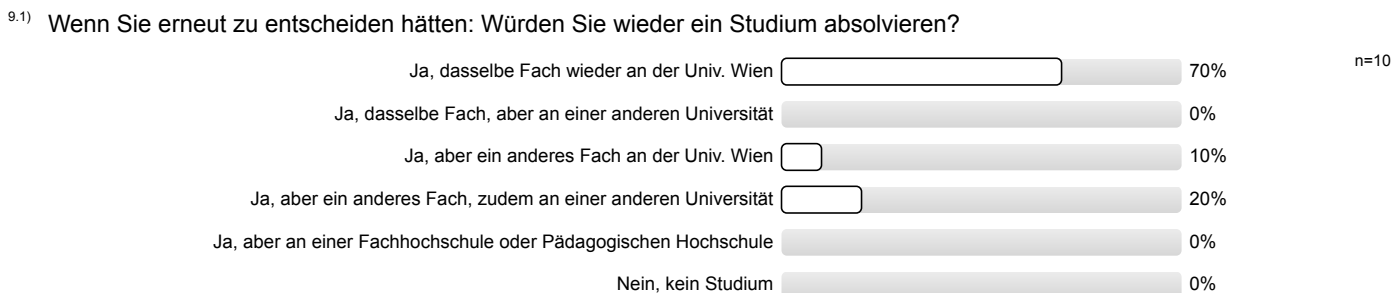 9.1) Wenn Sie erneut zu entscheiden hätten: Würden Sie wieder ein Studium absolvieren?
Ja, dasselbe Fach wieder an der Univ. Wien 70% n=10
Ja, dasselbe Fach, aber an einer anderen Universität 0%
Ja, aber ein anderes Fach an der Univ. Wien 10%
Ja, aber ein anderes Fach, zudem an einer anderen Universität 20%
Ja, aber an einer Fachhochschule oder Pädagogischen Hochschule 0%
Nein, kein Studium 0%